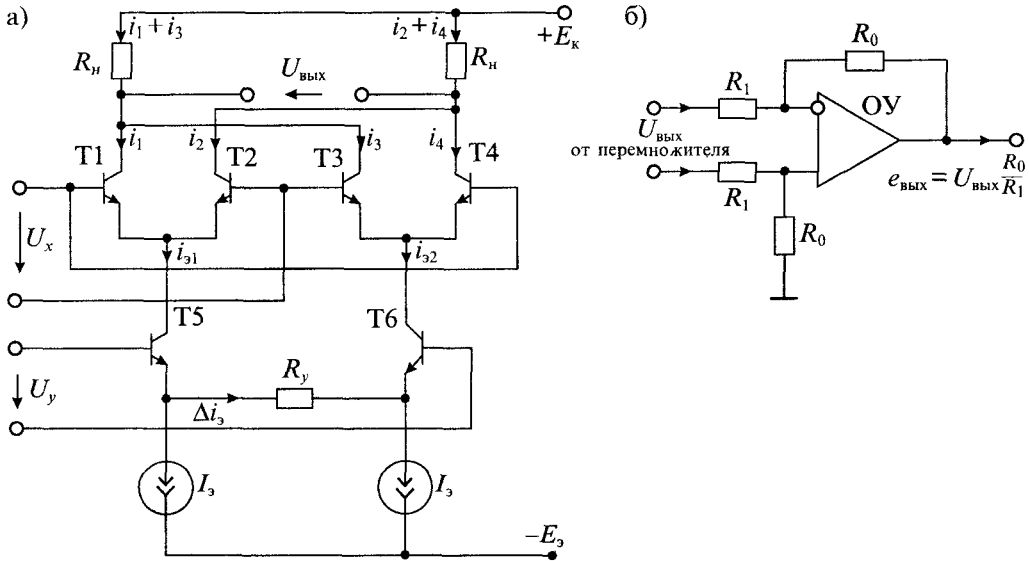 а)
i₁ + i₃
i₂ + i₄
+Eк
Rн
Rн
Uвых
i₁
i₂
i₃
i₄
T1
T2
T3
T4
Uₓ
iэ1
iэ2
T5
T6
Uy
Ry
Δiэ
Iэ
Iэ
–Eэ
б)
R₀
R₁
ОУ
Uвых
от перемножителя
R₁
R₀
eвых = Uвых R₀/R₁